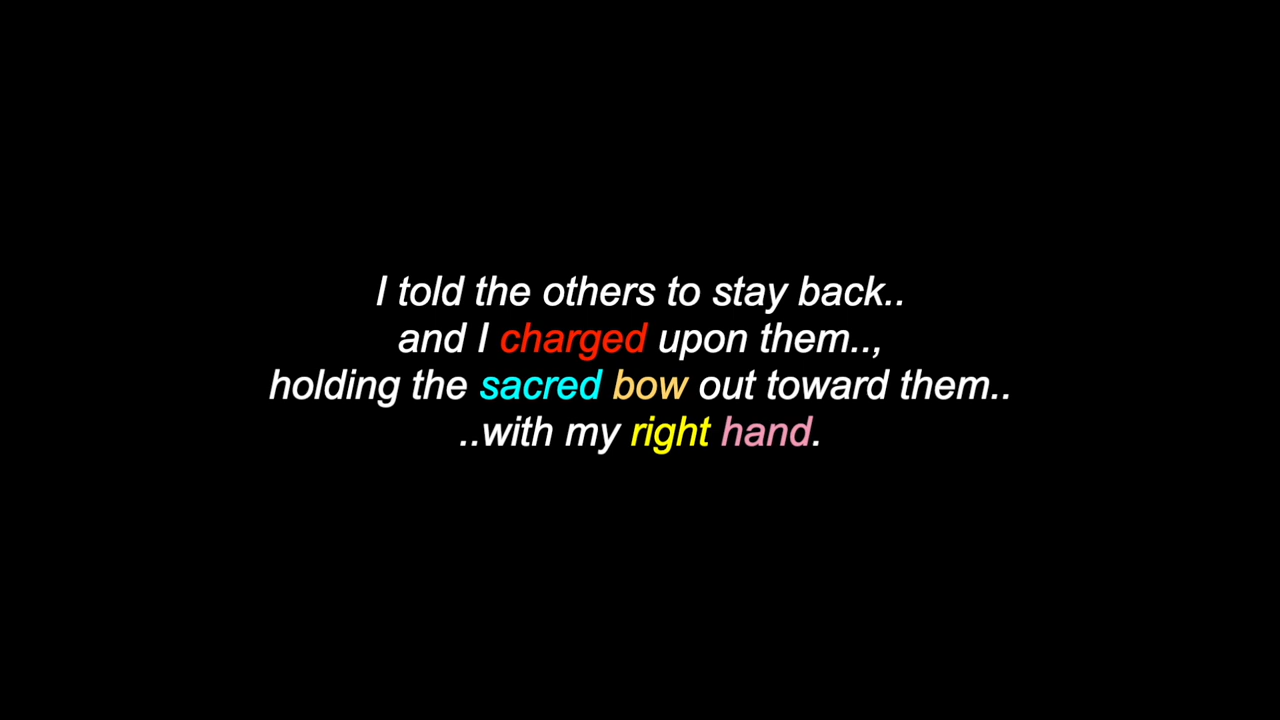 I told the others to stay back..
and I charged upon them..,
holding the sacred bow out toward them..
..with my right hand.